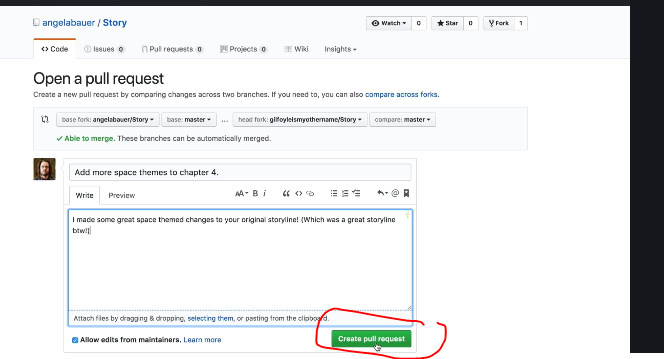 angelabauer / Story
Watch 0 Star 0 Fork 1
Code Issues 0 Pull requests 0 Projects 0 Wiki Insights
Open a pull request
Create a new pull request by comparing changes across two branches. If you need to, you can also compare across forks.
base fork: angelabauer/Story base: master ... head fork: gilfoyleismyothername/Story compare: master
Able to merge. These branches can be automatically merged.
Add more space themes to chapter 4.
Write Preview AA B i
I made some great space themed changes to your original storyline! (Which was a great storyline
btw!)
Attach files by dragging & dropping, selecting them, or pasting from the clipboard.
Allow edits from maintainers. Learn more Create pull request